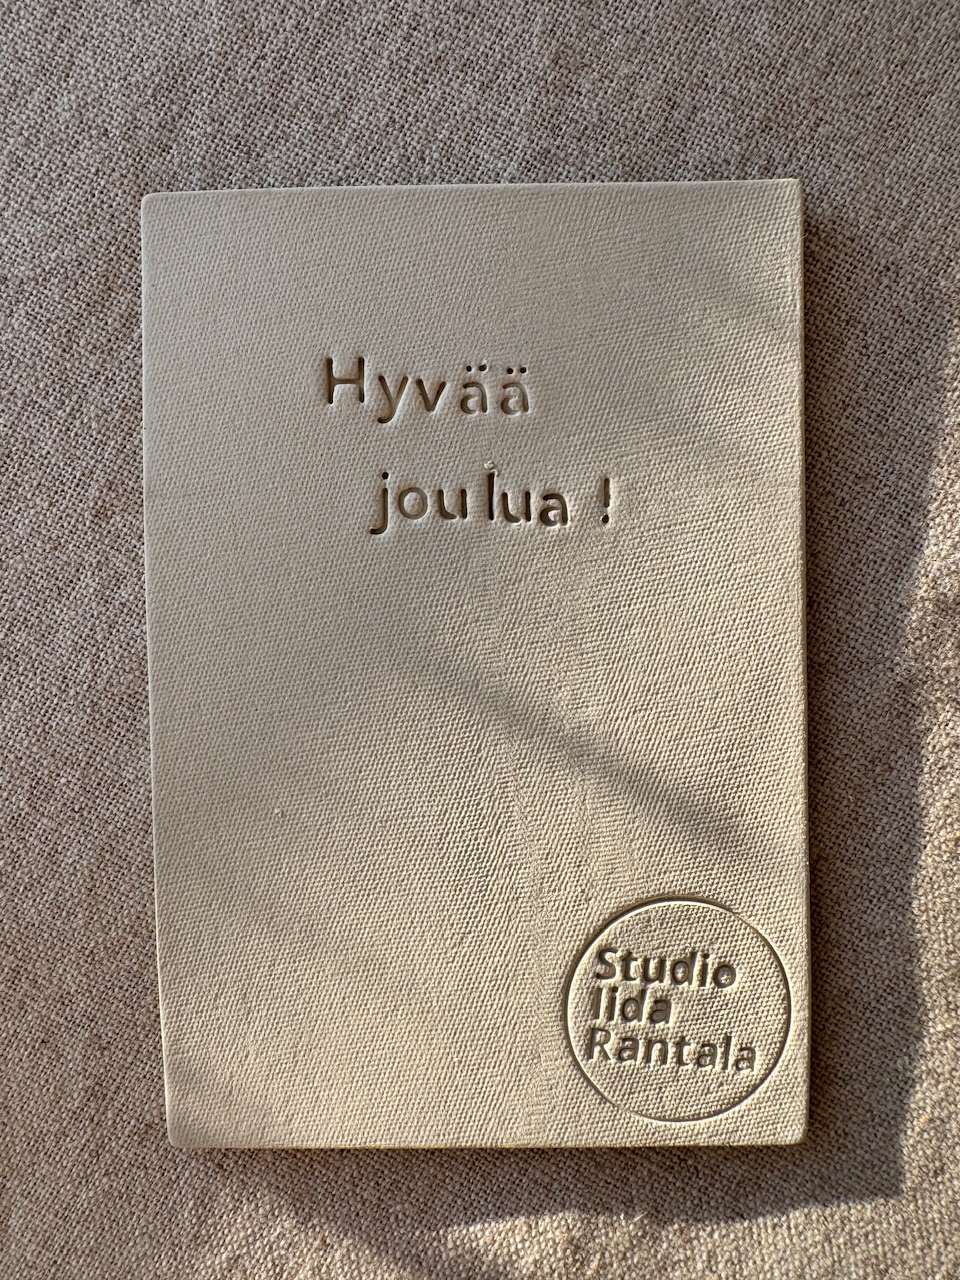 Hyvää
joulua !
Studio
Iida
Rantala